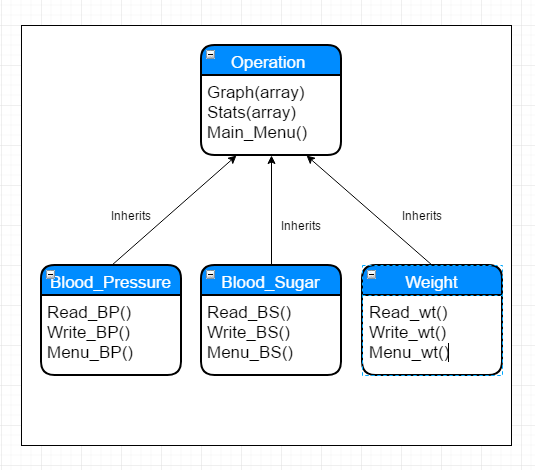 Operation
Graph(array)
Stats(array)
Main_Menu()
Inherits
Inherits
Inherits
Blood_Pressure
Read_BP()
Write_BP()
Menu_BP()
Blood_Sugar
Read_BS()
Write_BS()
Menu_BS()
Weight
Read_wt()
Write_wt()
Menu_wt()